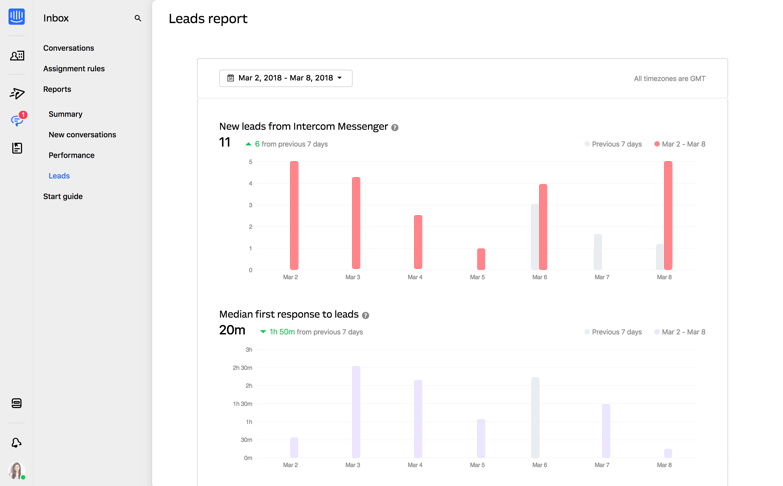 Inbox
Leads report
Conversations
Assignment rules
Reports
Summary
New conversations
Performance
Leads
Start guide
1
Mar 2, 2018 - Mar 8, 2018
All timezones are GMT
New leads from Intercom Messenger ?
11 6 from previous 7 days
Previous 7 days Mar 2 - Mar 8
5
4
3
2
1
0
Mar 2 Mar 3 Mar 4 Mar 5 Mar 6 Mar 7 Mar 8
Median first response to leads ?
20m 1h 50m from previous 7 days
Previous 7 days Mar 2 - Mar 8
3h
2h 30m
2h
1h 30m
1h
30m
0m
Mar 2 Mar 3 Mar 4 Mar 5 Mar 6 Mar 7 Mar 8